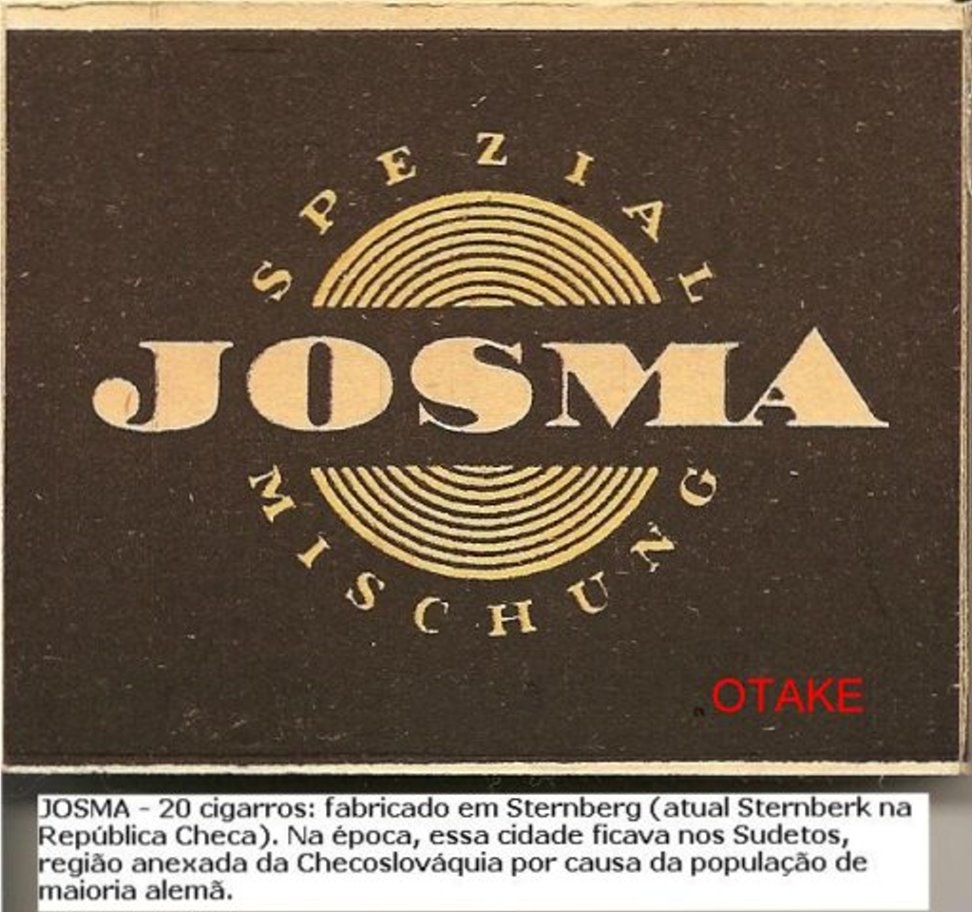 SPEZIAL
JOSMA
MISCHUNG
OTAKE
JOSMA - 20 cigarros: fabricado em Sternberg (atual Sternberk na
República Checa). Na época, essa cidade ficava nos Sudetos,
região anexada da Checoslováquia por causa da população de
maioria alemã.